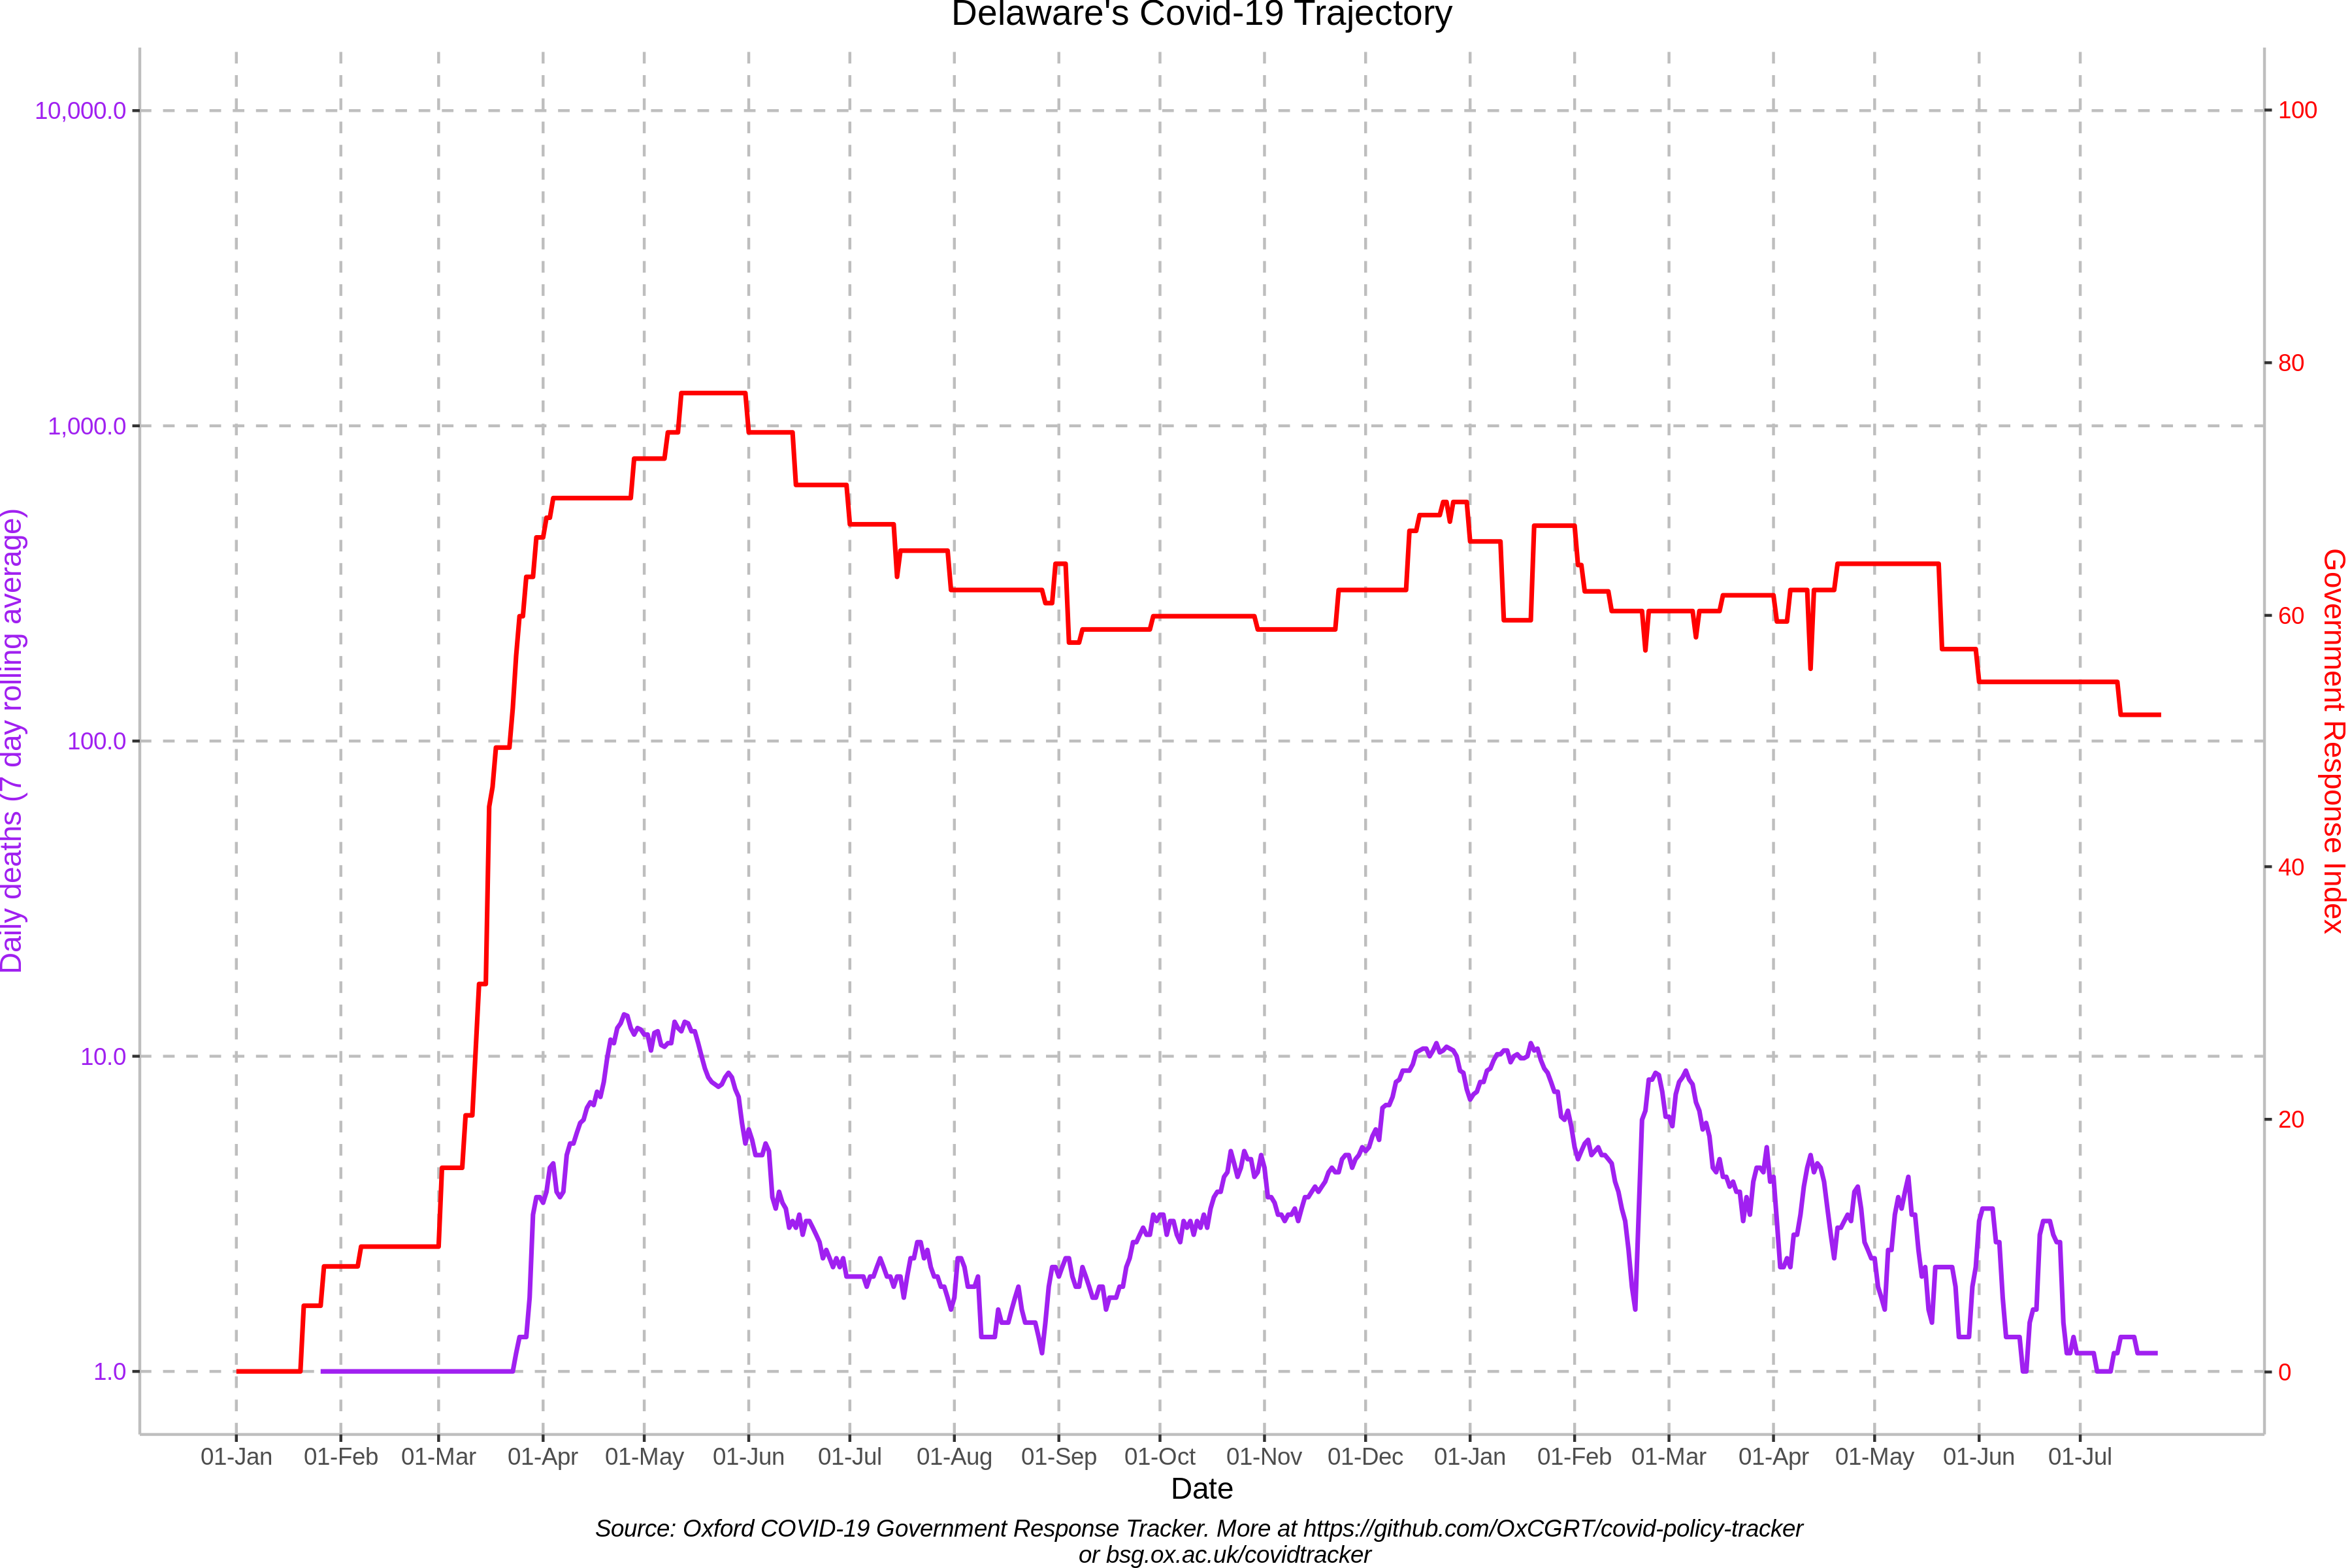 Delaware's Covid-19 Trajectory
10,000.0
1,000.0
100.0
10.0
1.0
Daily deaths (7 day rolling average)
100
80
60
40
20
0
Government Response Index
01-Jan 01-Feb 01-Mar 01-Apr 01-May 01-Jun 01-Jul 01-Aug 01-Sep 01-Oct 01-Nov 01-Dec 01-Jan 01-Feb 01-Mar 01-Apr 01-May 01-Jun 01-Jul
Date
Source: Oxford COVID-19 Government Response Tracker. More at https://github.com/OxCGRT/covid-policy-tracker
or bsg.ox.ac.uk/covidtracker